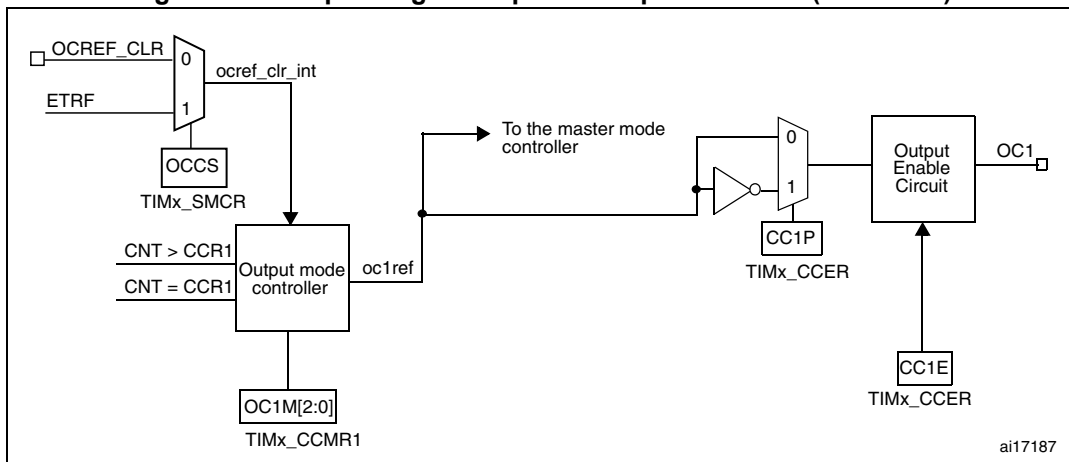 OCREF_CLR
0
ocref_clr_int
ETRF
1
OCCS
TIMx_SMCR
To the master mode
controller
0
1
CC1P
TIMx_CCER
Output
Enable
Circuit
OC1
CNT > CCR1
CNT = CCR1
Output mode
controller
oc1ref
OC1M[2:0]
TIMx_CCMR1
CC1E
TIMx_CCER
ai17187